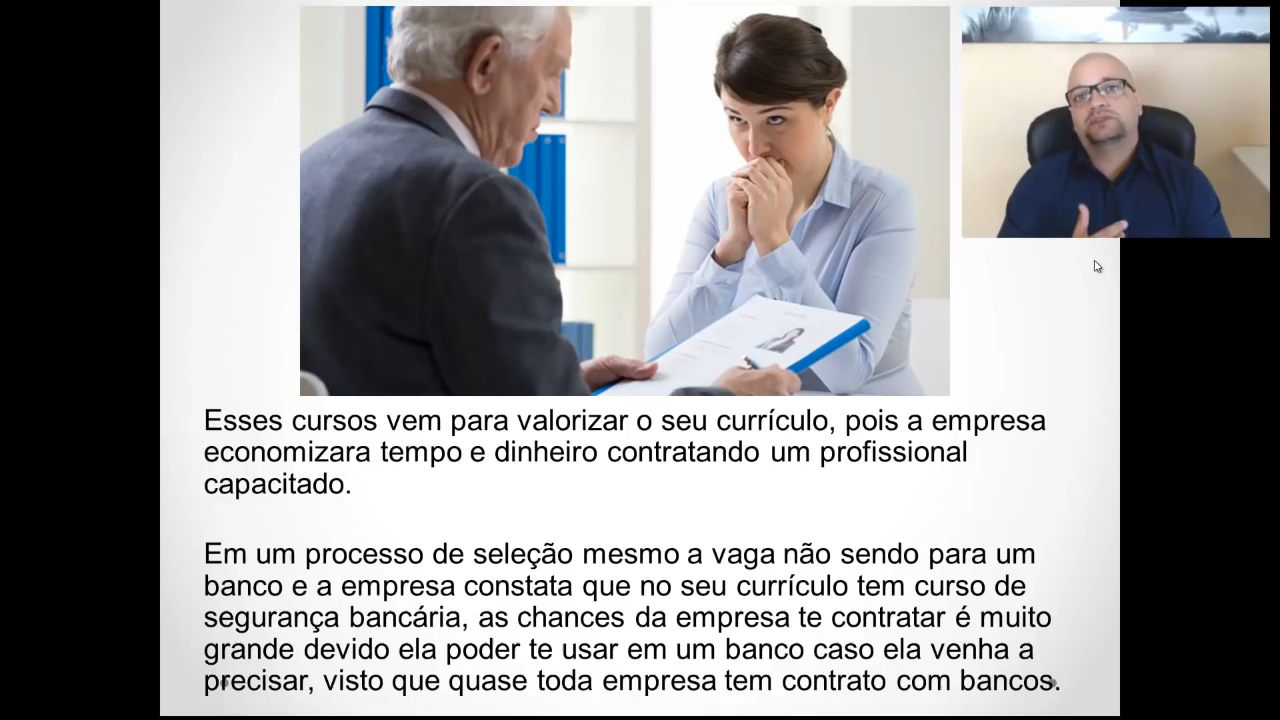 Esses cursos vem para valorizar o seu currículo, pois a empresa
economizara tempo e dinheiro contratando um profissional
capacitado.
Em um processo de seleção mesmo a vaga não sendo para um
banco e a empresa constata que no seu currículo tem curso de
segurança bancária, as chances da empresa te contratar é muito
grande devido ela poder te usar em um banco caso ela venha a
precisar, visto que quase toda empresa tem contrato com bancos.